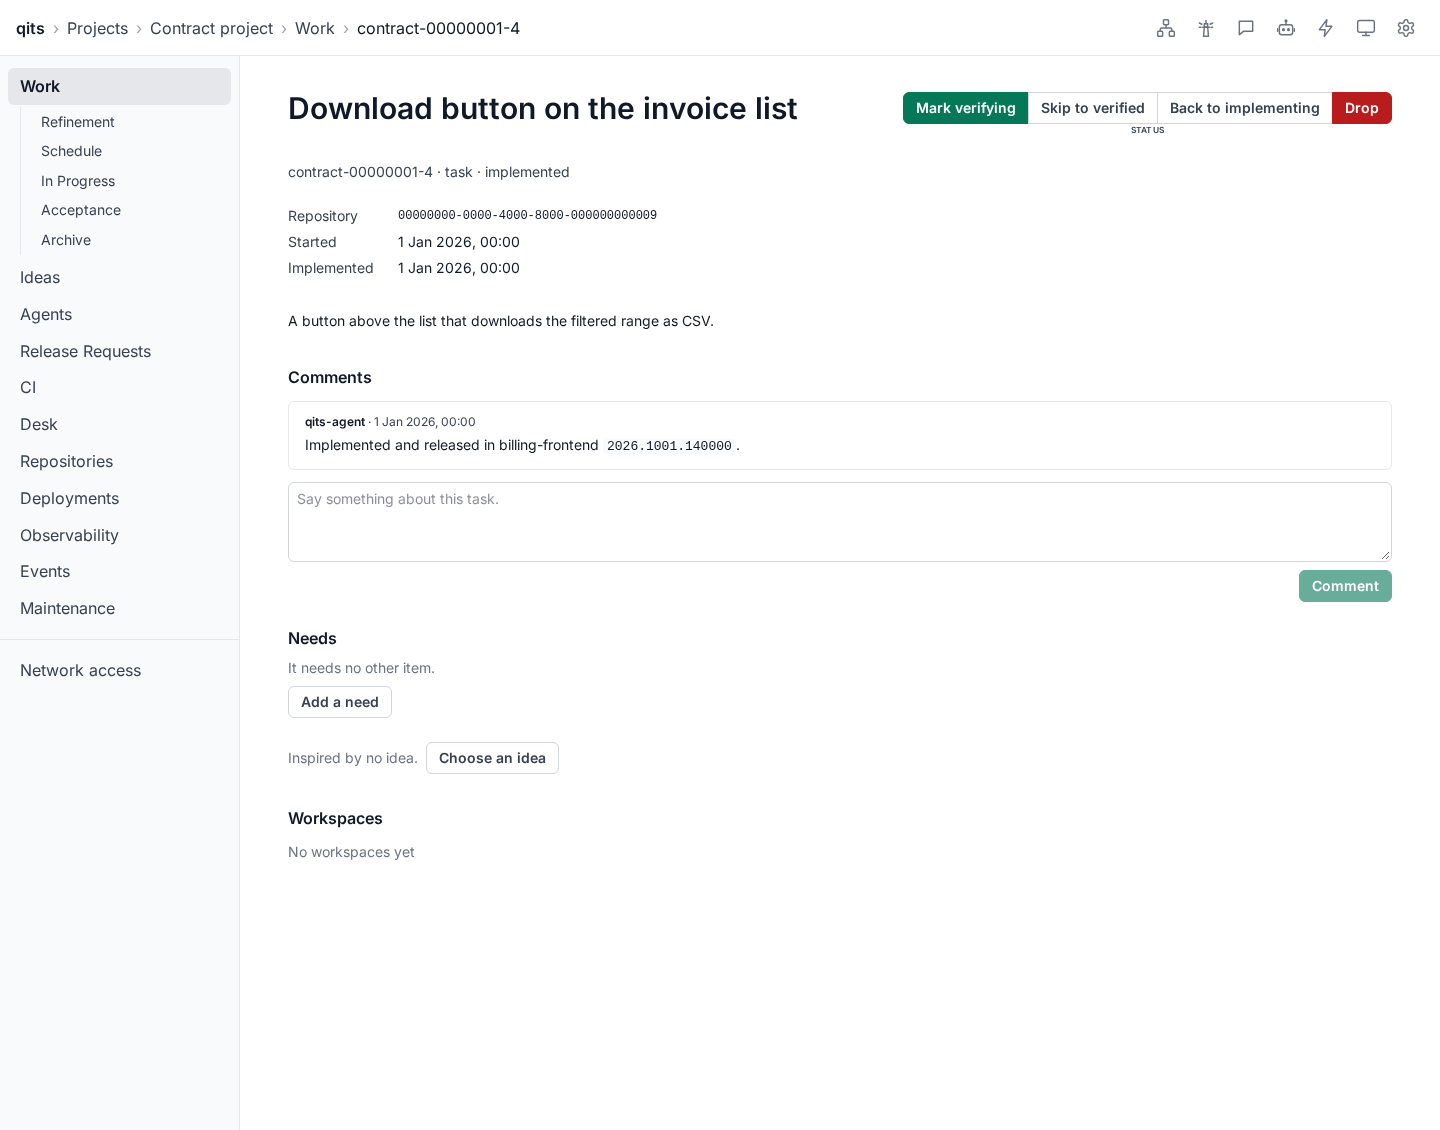 qits › Projects › Contract project › Work › contract-00000001-4
Work
Refinement
Schedule
In Progress
Acceptance
Archive
Ideas
Agents
Release Requests
CI
Desk
Repositories
Deployments
Observability
Events
Maintenance
Network access
Download button on the invoice list
Mark verifying
Skip to verified
Back to implementing
Drop
STATUS
contract-00000001-4 · task · implemented
Repository 00000000-0000-4000-8000-000000000009
Started 1 Jan 2026, 00:00
Implemented 1 Jan 2026, 00:00
A button above the list that downloads the filtered range as CSV.
Comments
qits-agent · 1 Jan 2026, 00:00
Implemented and released in billing-frontend 2026.1001.140000.
Say something about this task.
Comment
Needs
It needs no other item.
Add a need
Inspired by no idea. Choose an idea
Workspaces
No workspaces yet